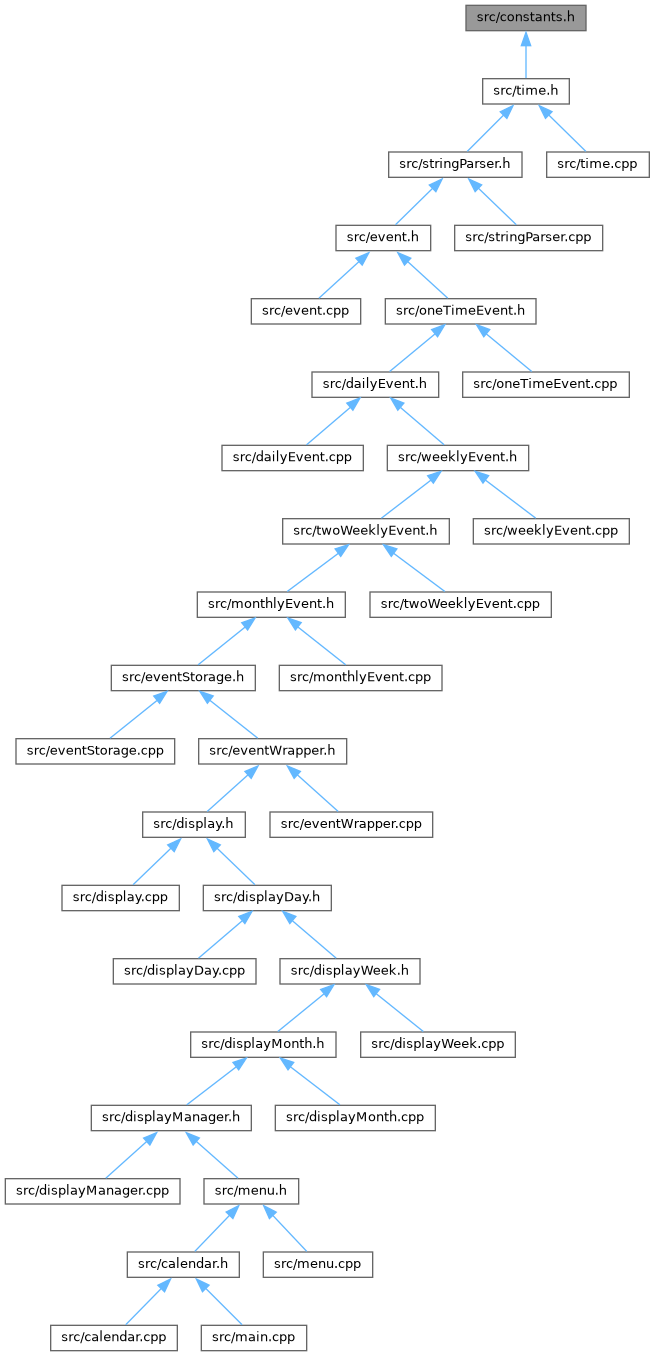 src/constants.h
src/time.h
src/stringParser.h
src/time.cpp
src/event.h
src/stringParser.cpp
src/event.cpp
src/oneTimeEvent.h
src/dailyEvent.h
src/oneTimeEvent.cpp
src/dailyEvent.cpp
src/weeklyEvent.h
src/twoWeeklyEvent.h
src/weeklyEvent.cpp
src/monthlyEvent.h
src/twoWeeklyEvent.cpp
src/eventStorage.h
src/monthlyEvent.cpp
src/eventStorage.cpp
src/eventWrapper.h
src/display.h
src/eventWrapper.cpp
src/display.cpp
src/displayDay.h
src/displayDay.cpp
src/displayWeek.h
src/displayMonth.h
src/displayWeek.cpp
src/displayManager.h
src/displayMonth.cpp
src/displayManager.cpp
src/menu.h
src/calendar.h
src/menu.cpp
src/calendar.cpp
src/main.cpp